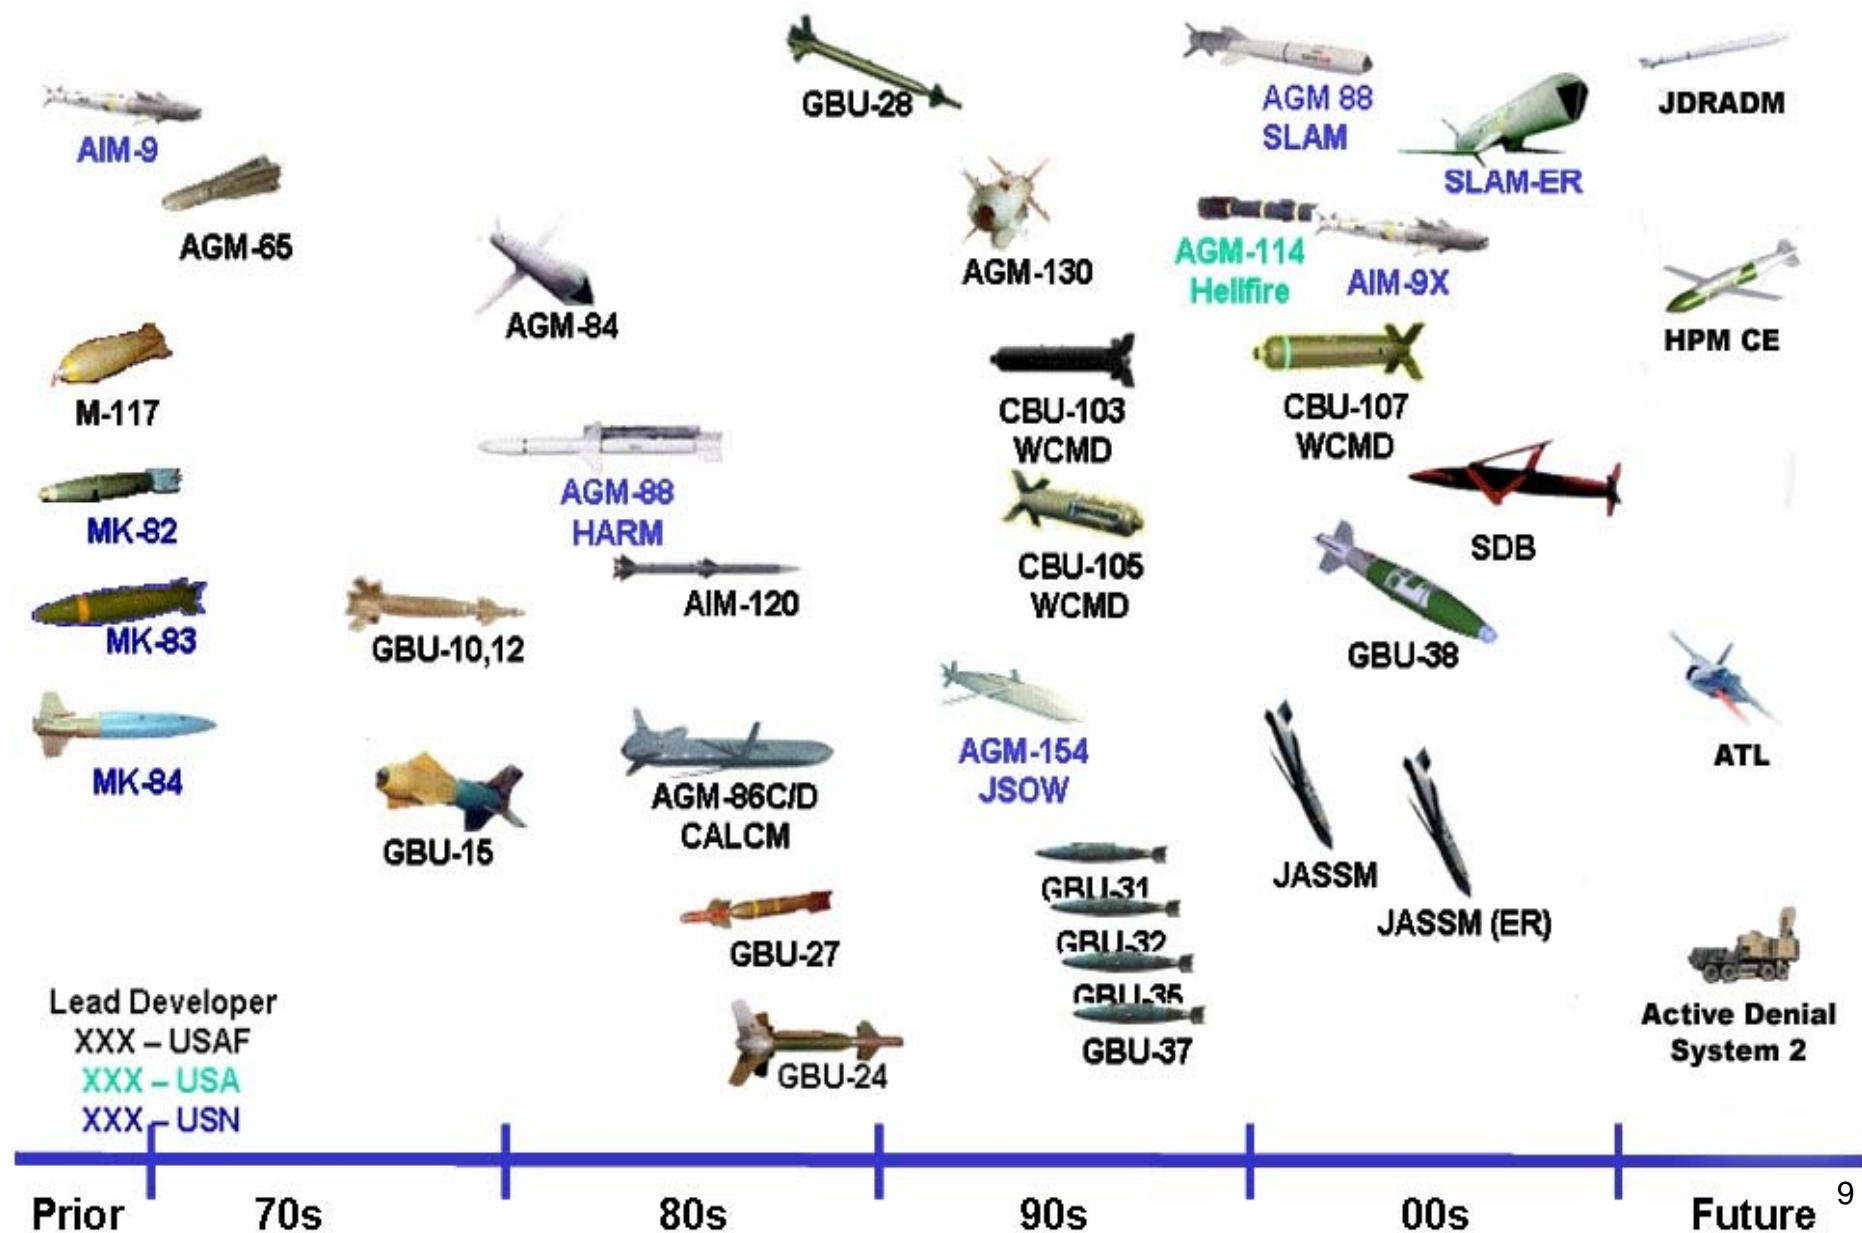 GBU-28
AGM 88
SLAM
JDRADM
AIM-9
SLAM-ER
AGM-65
AGM-130
AGM-114
Hellfire
AIM-9X
AGM-84
HPM CE
M-117
CBU-103
WCMD
CBU-107
WCMD
MK-82
AGM-88
HARM
SDB
CBU-105
WCMD
AIM-120
MK-83
GBU-10,12
GBU-38
MK-84
AGM-154
JSOW
ATL
AGM-86C/D
CALCM
GBU-15
GBU-31
JASSM
JASSM (ER)
GBU-27
GBU-32
GBU-35
GBU-37
GBU-24
Active Denial
System 2
Lead Developer
XXX – USAF
XXX – USA
XXX – USN
Prior 70s 80s 90s 00s Future
9